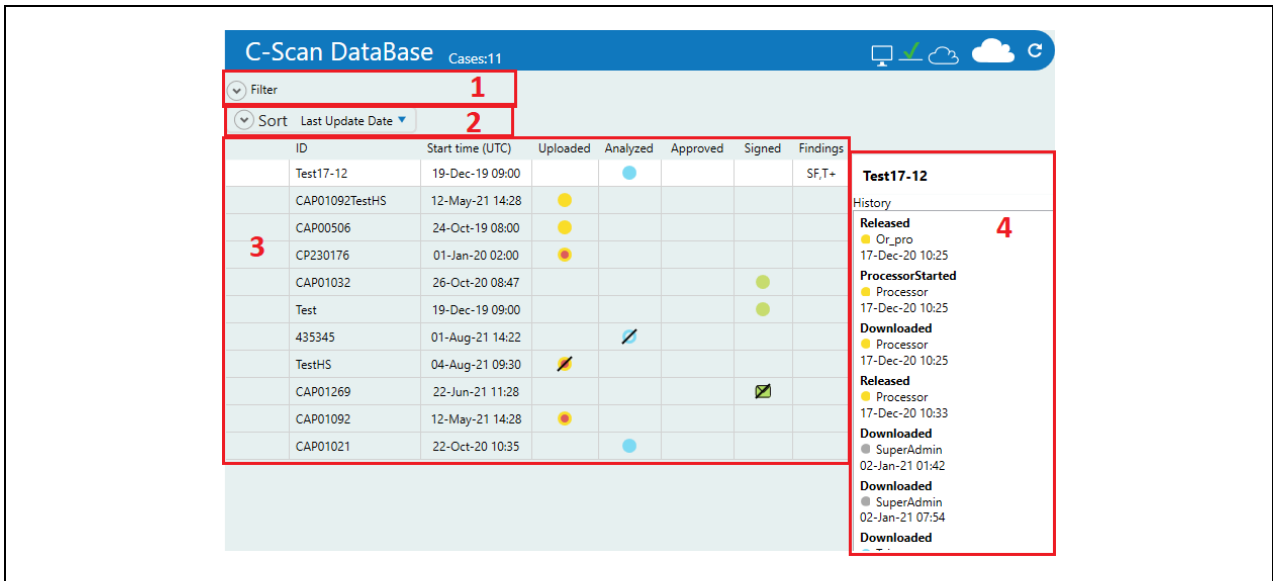 C-Scan DataBase Cases:11
Filter 1
Sort Last Update Date 2
ID Start time (UTC) Uploaded Analyzed Approved Signed Findings
Test17-12 19-Dec-19 09:00 SF,T+
CAP01092TestHS 12-May-21 14:28
CAP00506 24-Oct-19 08:00
3 CP230176 01-Jan-20 02:00
CAP01032 26-Oct-20 08:47
Test 19-Dec-19 09:00
435345 01-Aug-21 14:22
TestHS 04-Aug-21 09:30
CAP01269 22-Jun-21 11:28
CAP01092 12-May-21 14:28
CAP01021 22-Oct-20 10:35
Test17-12
History
Released 4
Or_pro
17-Dec-20 10:25
ProcessorStarted
Processor
17-Dec-20 10:25
Downloaded
Processor
17-Dec-20 10:25
Released
Processor
17-Dec-20 10:33
Downloaded
SuperAdmin
02-Jan-21 01:42
Downloaded
SuperAdmin
02-Jan-21 07:54
Downloaded